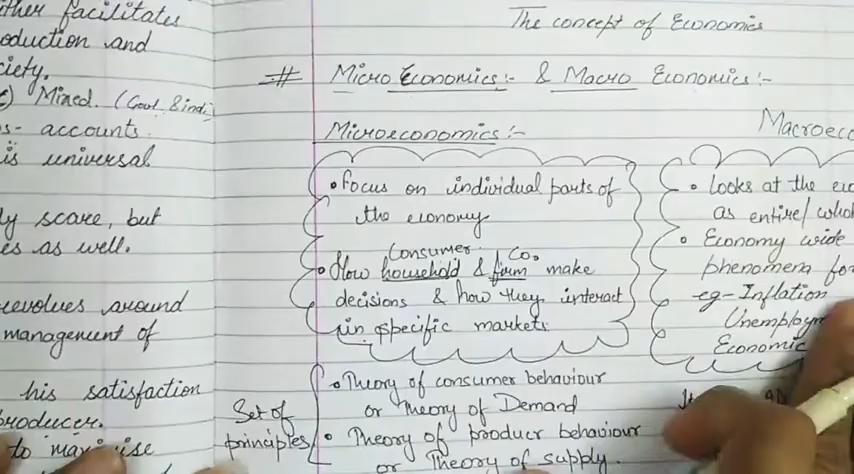 ther facilitates
oduction and
ciety.
Mixed. (Govt & indi.)
s- accounts
is universal
ly scare, but
es as well.
revolves around
management of
his satisfaction
producer.
to maximise
The concept of Economics
# Micro Economics:- & Macro Economics:-
Microeconomics:-
• Focus on individual parts of
the economy
Consumer Co.
• How household & firm make
decisions & how they interact
in specific markets
Set of
principles
• Theory of consumer behaviour
or Theory of Demand
• Theory of producer behaviour
or Theory of supply.
Macroeco
• Looks at the eco
as entire/whol
• Economy wide
phenomena for
eg- Inflation
Unemploym
Economic